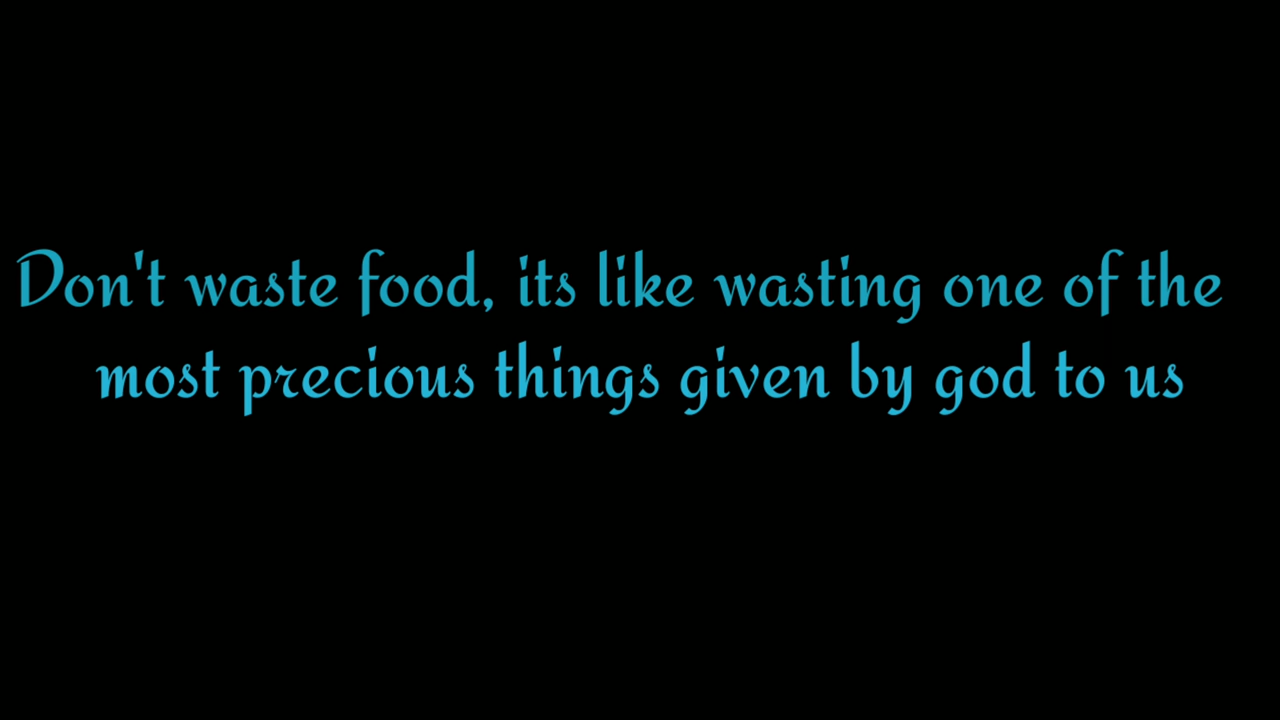 Don't waste food, its like wasting one of the
most precious things given by god to us